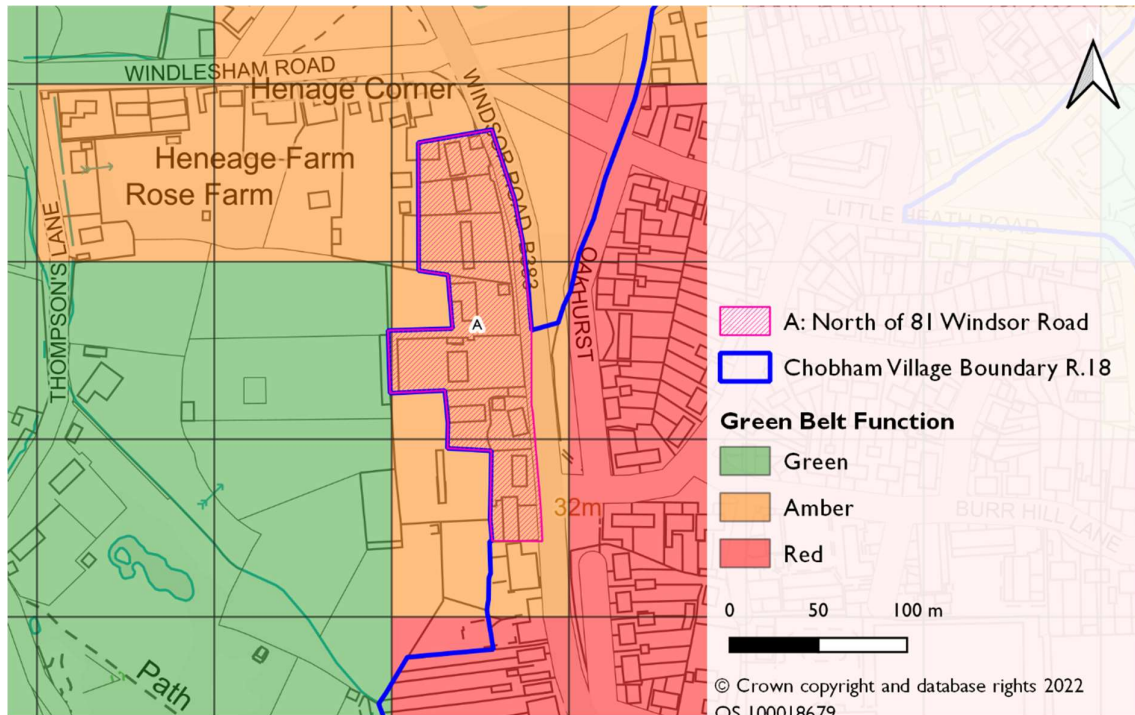 WINDLESHAM ROAD
Henage Corner
WINDSOR ROAD B383
Heneage Farm
Rose Farm
THOMPSON'S LANE
OAKHURST
LITTLE HEATH ROAD
A
32m
BURR HILL LANE
Path
A: North of 81 Windsor Road
Chobham Village Boundary R.18
Green Belt Function
Green
Amber
Red
0 50 100 m
© Crown copyright and database rights 2022
OS 100018679